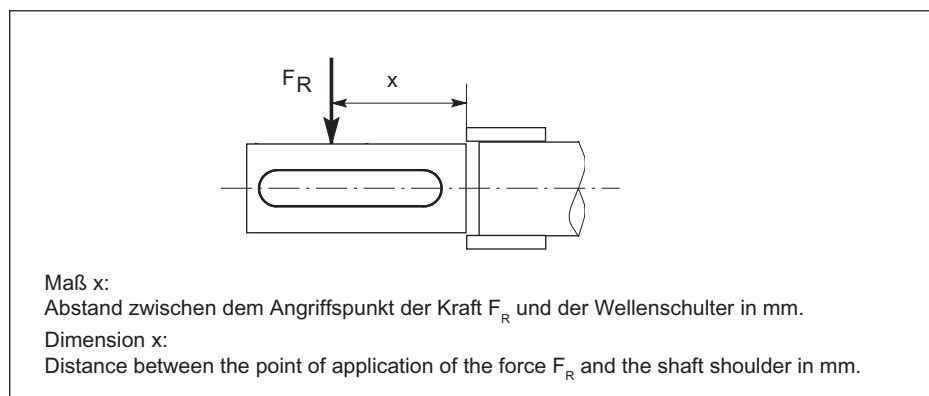 F_R x
Maß x:
Abstand zwischen dem Angriffspunkt der Kraft F_R und der Wellenschulter in mm.
Dimension x:
Distance between the point of application of the force F_R and the shaft shoulder in mm.